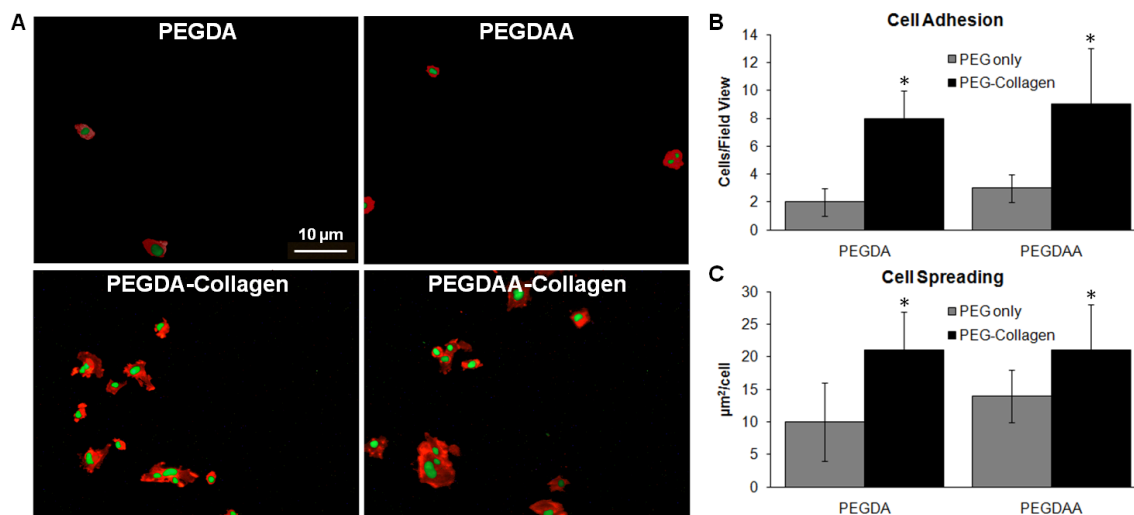 A
PEGDA
PEGDAA
10 µm
PEGDA-Collagen
PEGDAA-Collagen
B
Cell Adhesion
14
12
10
8
6
4
2
0
Cells/Field View
PEG only
PEG-Collagen
*
*
PEGDA
PEGDAA
C
Cell Spreading
30
25
20
15
10
5
0
µm²/cell
PEG only
PEG-Collagen
*
*
PEGDA
PEGDAA